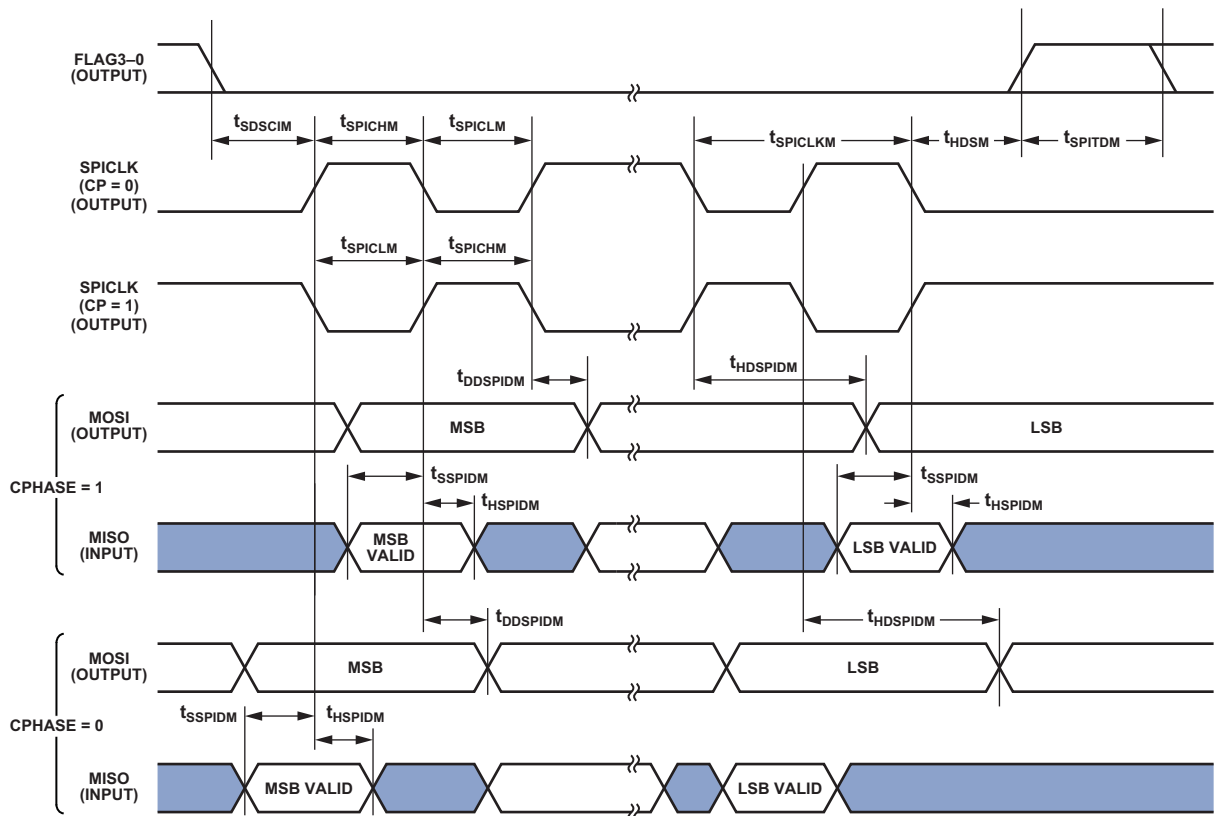 FLAG3–0
(OUTPUT)
tSDSCIM
tSPICHM
tSPICLM
tSPICLKM
tHDSM
tSPITDM
SPICLK
(CP = 0)
(OUTPUT)
tSPICLM
tSPICHM
SPICLK
(CP = 1)
(OUTPUT)
tDDSPIDM
tHDSPIDM
MOSI
(OUTPUT)
MSB
LSB
CPHASE = 1
tSSPIDM
tHSPIDM
tSSPIDM
tHSPIDM
MISO
(INPUT)
MSB
VALID
LSB VALID
tDDSPIDM
tHDSPIDM
MOSI
(OUTPUT)
MSB
LSB
CPHASE = 0
tSSPIDM
tHSPIDM
MISO
(INPUT)
MSB VALID
LSB VALID